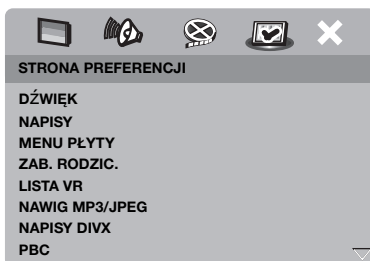 STRONA PREFERENCJI
DŹWIĘK
NAPISY
MENU PŁYTY
ZAB. RODZIC.
LISTA VR
NAWIG MP3/JPEG
NAPISY DIVX
PBC